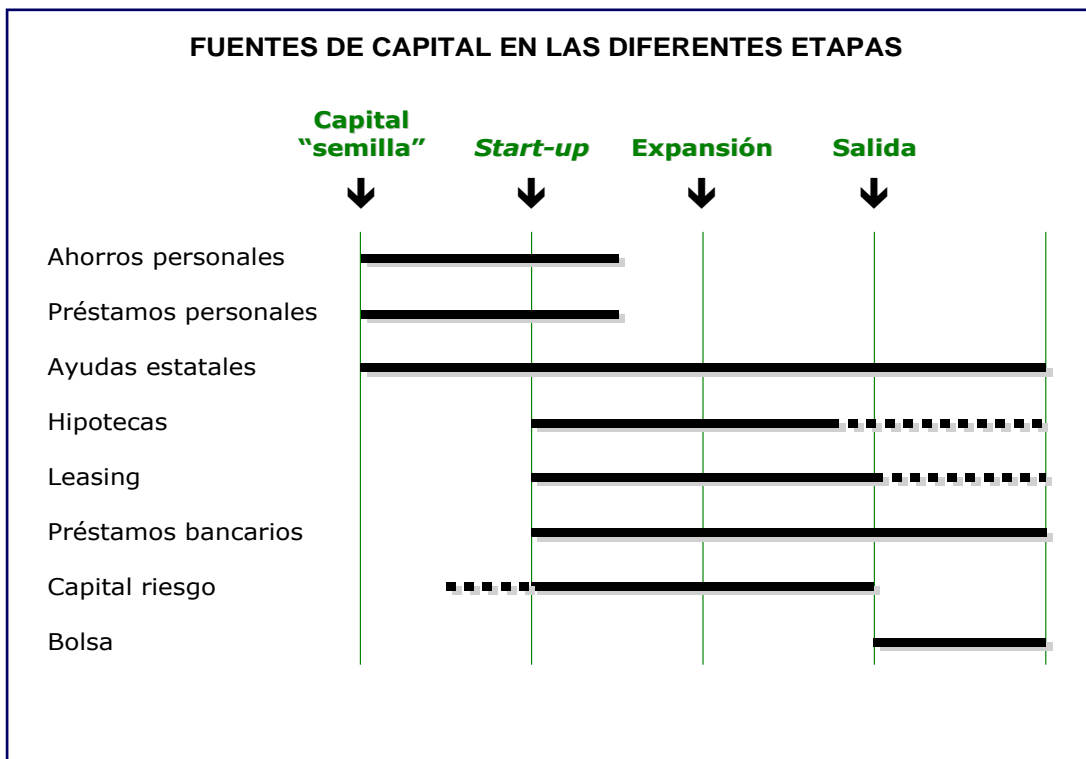 FUENTES DE CAPITAL EN LAS DIFERENTES ETAPAS
Capital
“semilla”
Start-up
Expansión
Salida
Ahorros personales
Préstamos personales
Ayudas estatales
Hipotecas
Leasing
Préstamos bancarios
Capital riesgo
Bolsa